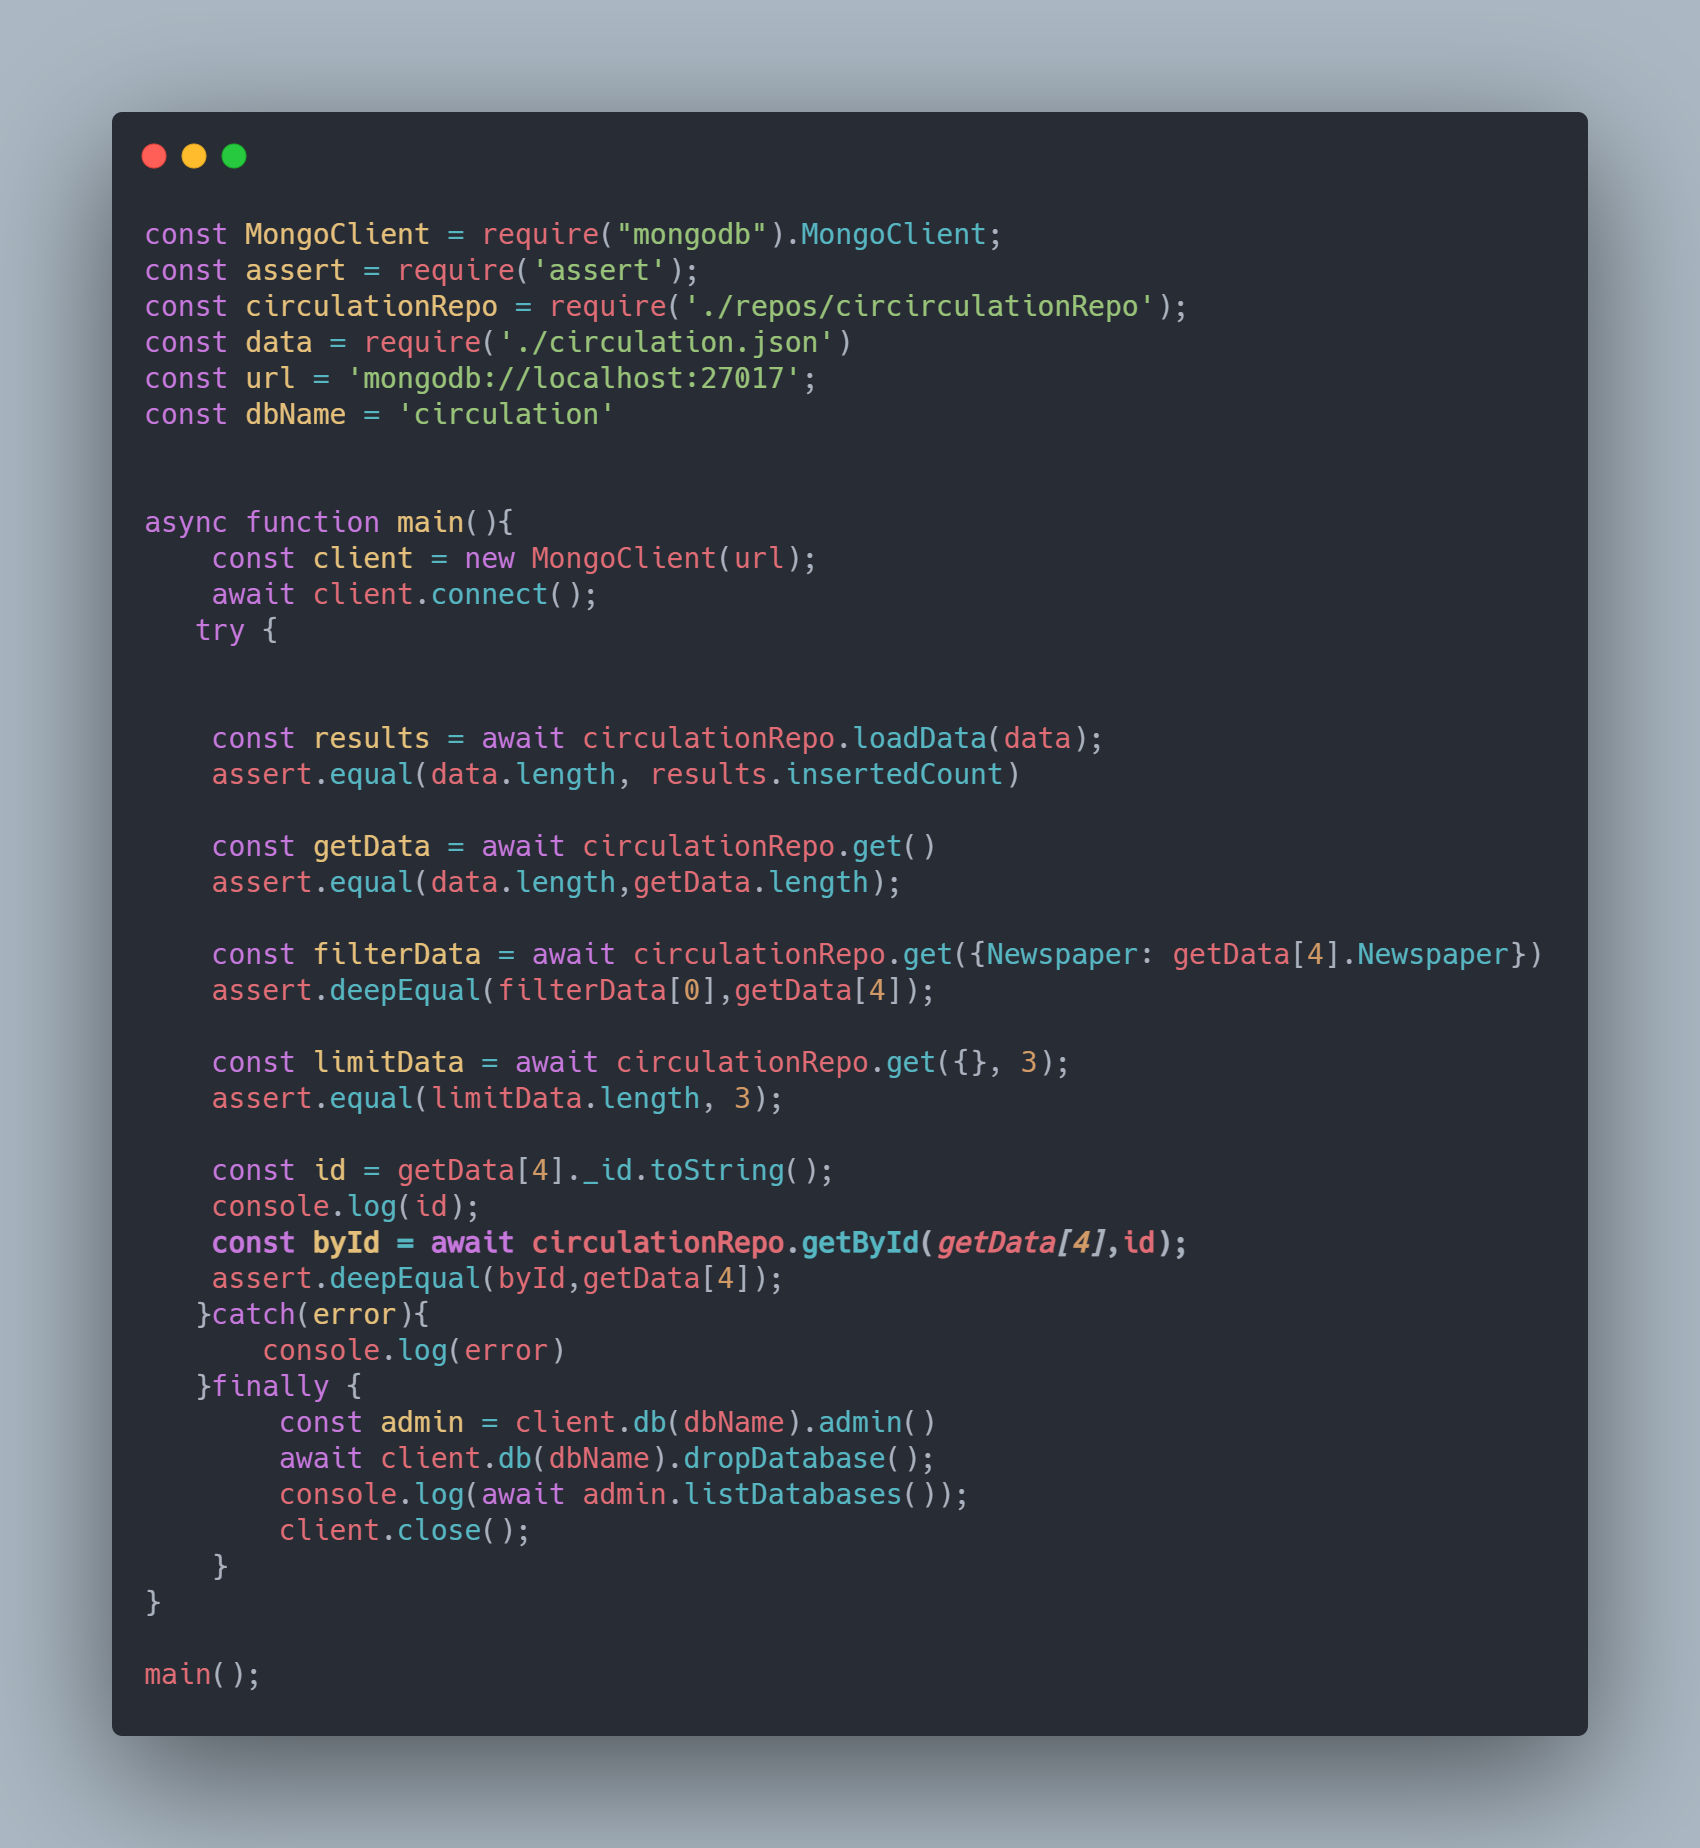 const MongoClient = require("mongodb").MongoClient;
const assert = require('assert');
const circulationRepo = require('./repos/circirculationRepo');
const data = require('./circulation.json')
const url = 'mongodb://localhost:27017';
const dbName = 'circulation'
async function main(){
    const client = new MongoClient(url);
    await client.connect();
   try {
    const results = await circulationRepo.loadData(data);
    assert.equal(data.length, results.insertedCount)
    const getData = await circulationRepo.get()
    assert.equal(data.length,getData.length);
    const filterData = await circulationRepo.get({Newspaper: getData[4].Newspaper})
    assert.deepEqual(filterData[0],getData[4]);
    const limitData = await circulationRepo.get({}, 3);
    assert.equal(limitData.length, 3);
    const id = getData[4]._id.toString();
    console.log(id);
    const byId = await circulationRepo.getById(getData[4],id);
    assert.deepEqual(byId,getData[4]);
   }catch(error){
       console.log(error)
   }finally {
        const admin = client.db(dbName).admin()
        await client.db(dbName).dropDatabase();
        console.log(await admin.listDatabases());
        client.close();
    }
}
main();